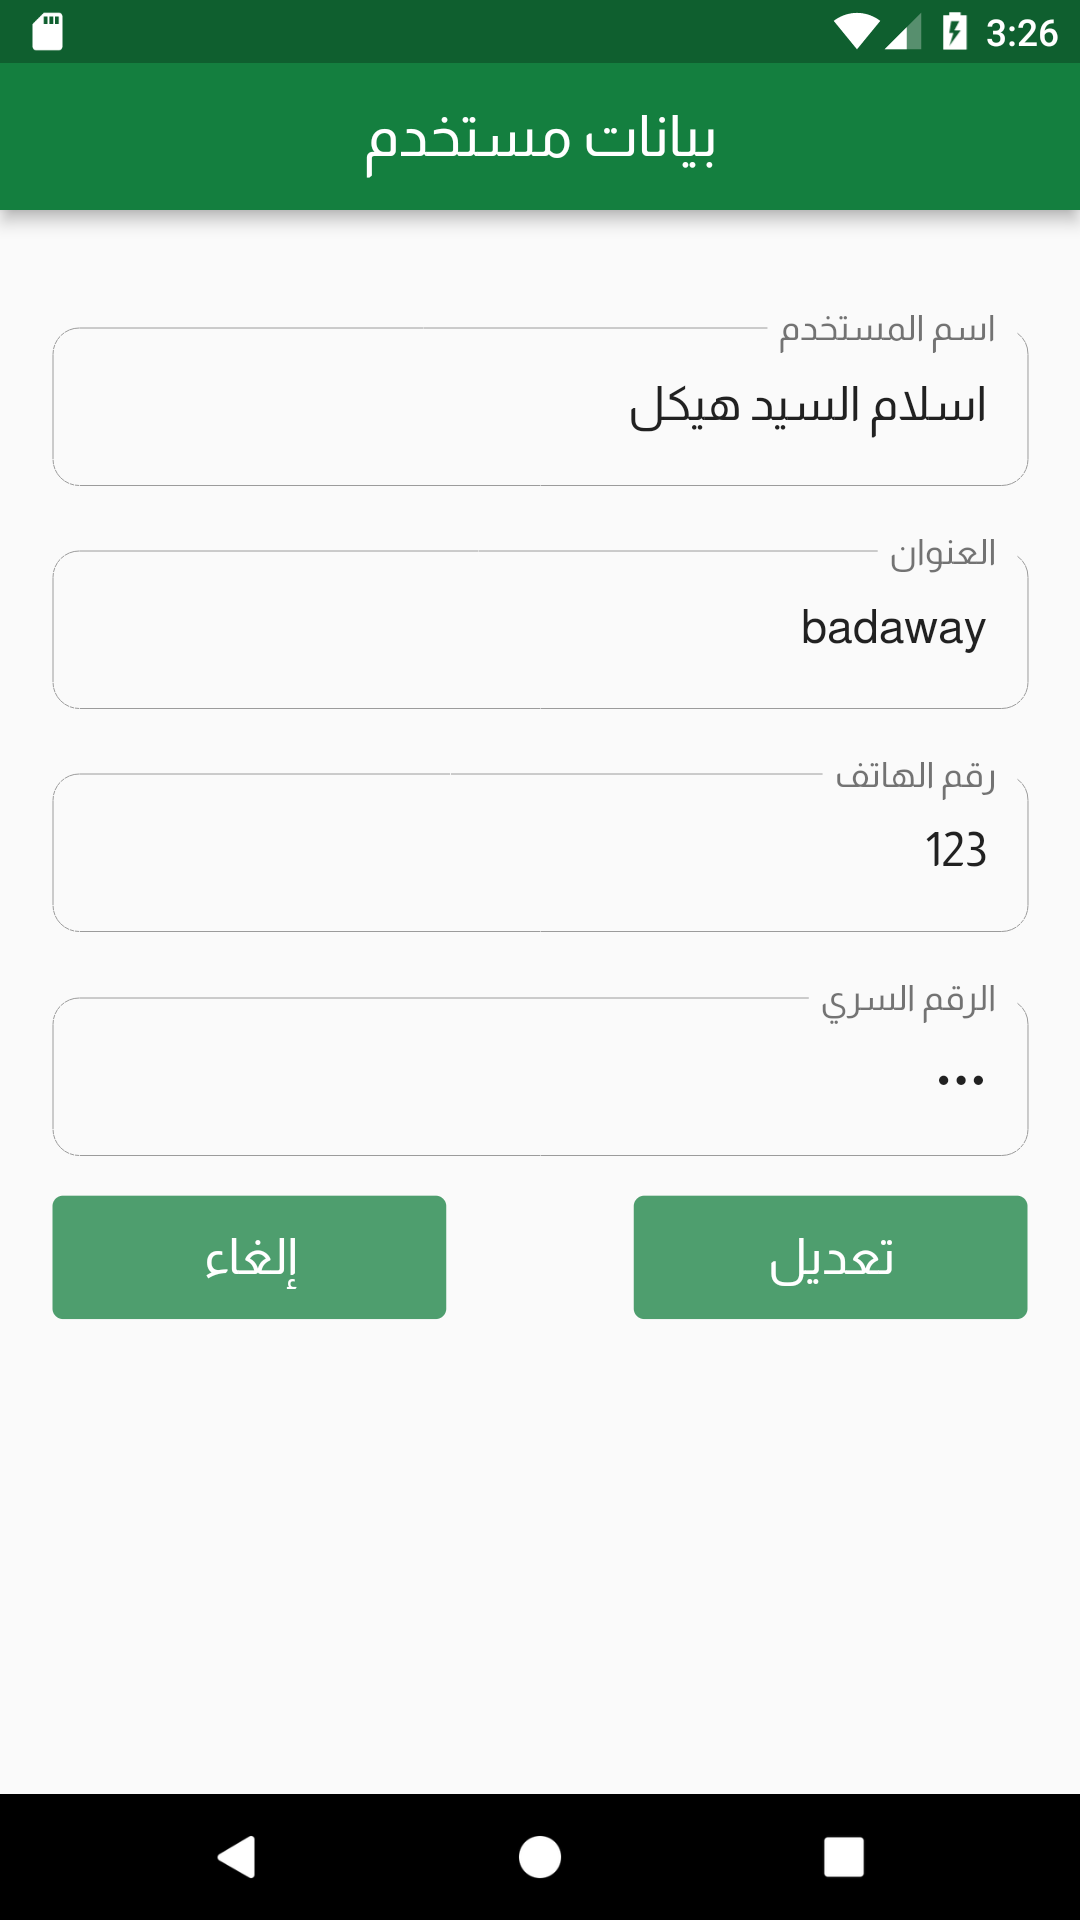 3:26
بيانات مستخدم
اسم المستخدم
اسلام السيد هيكل
العنوان
badaway
رقم الهاتف
123
الرقم السري
•••
تعديل
إلغاء